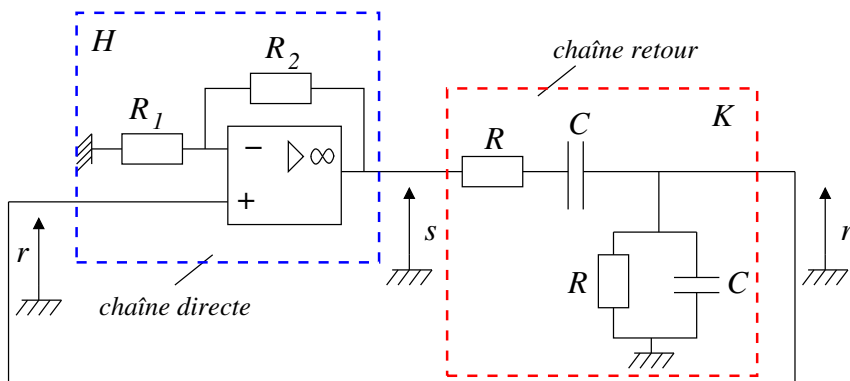 H
R2
R1
− ▷ ∞
+
r
s
chaîne directe
chaîne retour
K
R
C
R
C
r